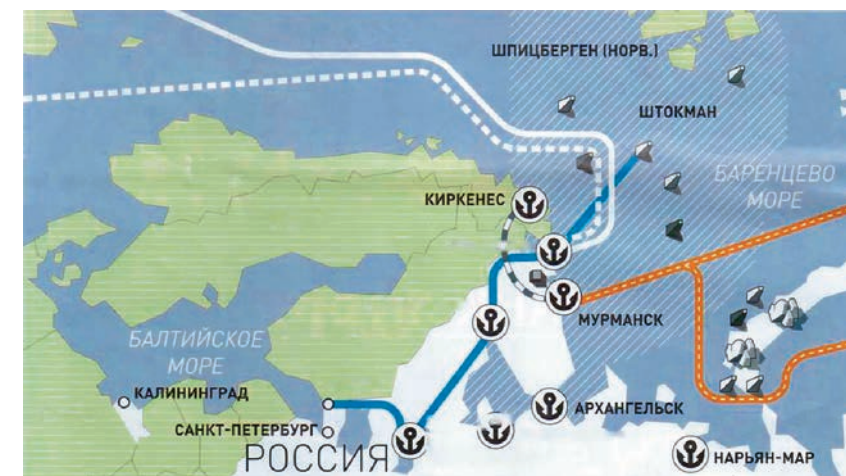 ШПИЦБЕРГЕН (НОРВ.)
ШТОКМАН
БАРЕНЦЕВО
МОРЕ
КИРКЕНЕС
МУРМАНСК
БАЛТИЙСКОЕ
МОРЕ
КАЛИНИНГРАД
АРХАНГЕЛЬСК
САНКТ-ПЕТЕРБУРГ
РОССИЯ
НАРЬЯН-МАР